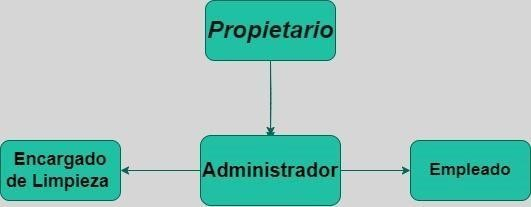 Propietario
Encargado
de Limpieza
Administrador
Empleado